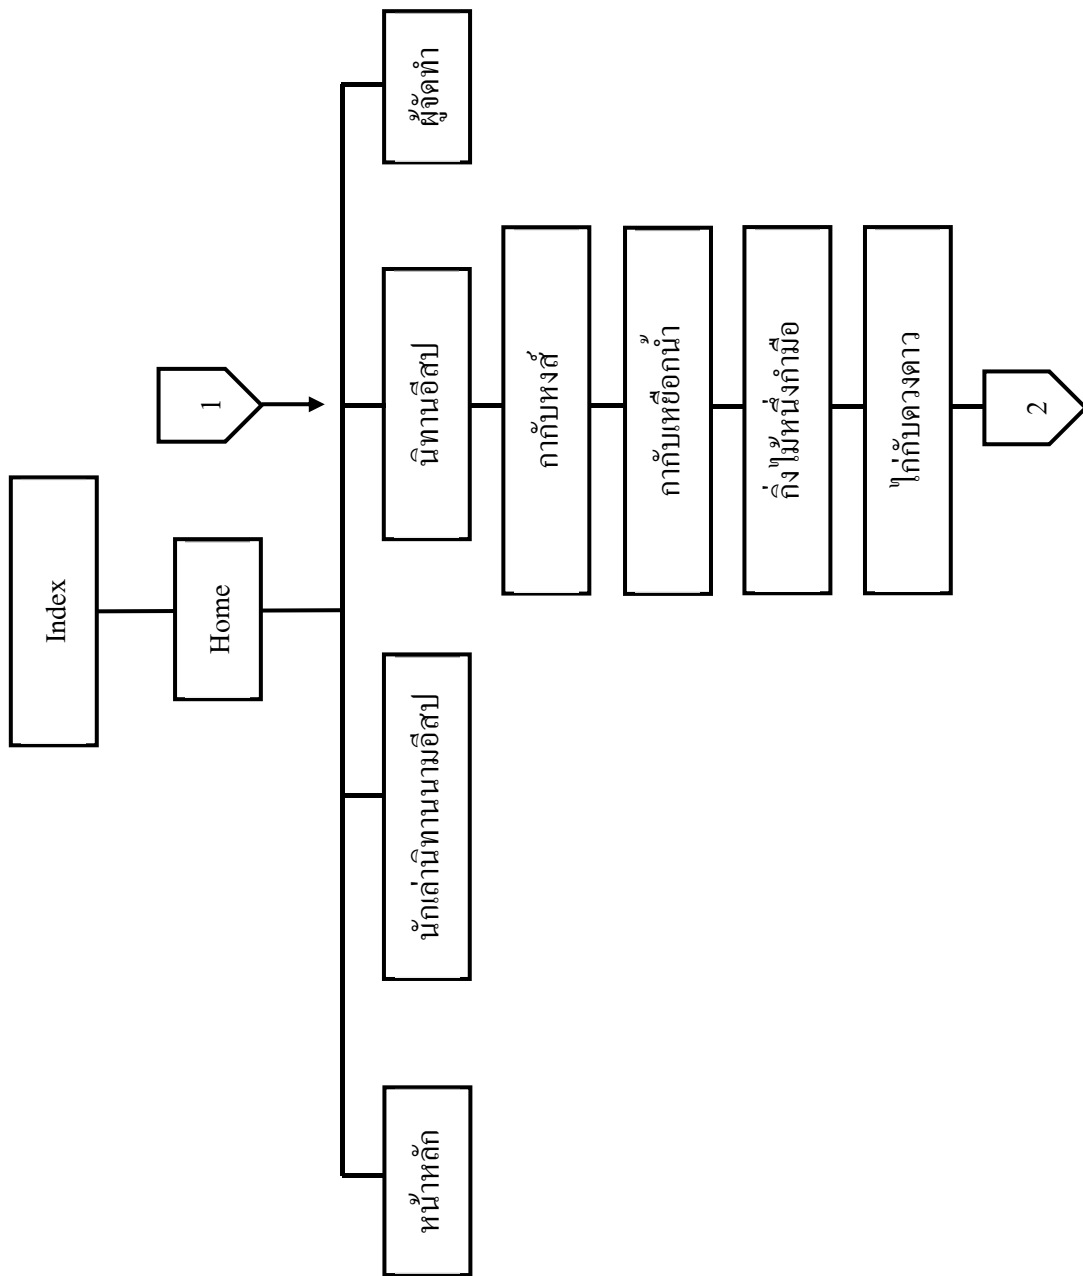 Index
Home
1
หน้าหลัก
นักเล่านิทานนามอีสป
นิทานอีสป
ผู้จัดทำ
กากับหงส์
กากับเหยือกน้ำ
กิ่งไม้หนึ่งกำมือ
ไก่กับดวงดาว
2